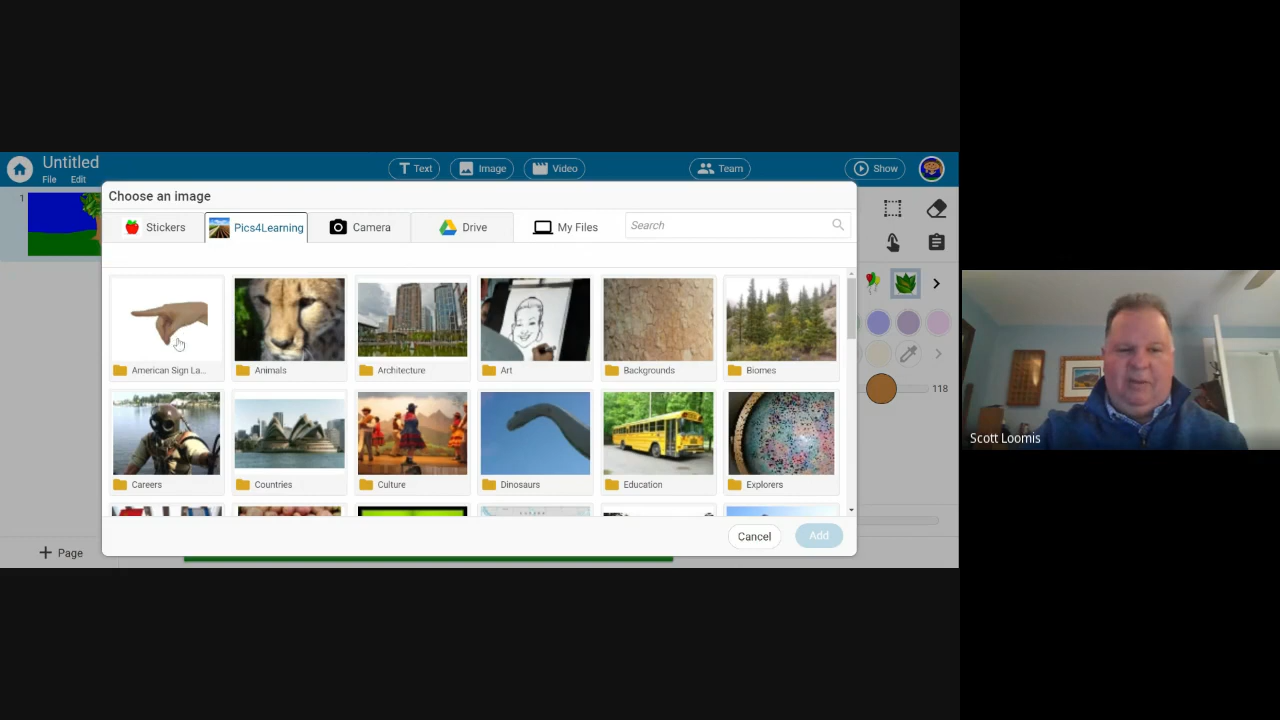 Untitled
File Edit
Text
Image
Video
Team
Show
1
Choose an image
Stickers
Pics4Learning
Camera
Drive
My Files
Search
American Sign La...
Animals
Architecture
Art
Backgrounds
Biomes
Careers
Countries
Culture
Dinosaurs
Education
Explorers
Cancel
Add
118
+ Page
Scott Loomis